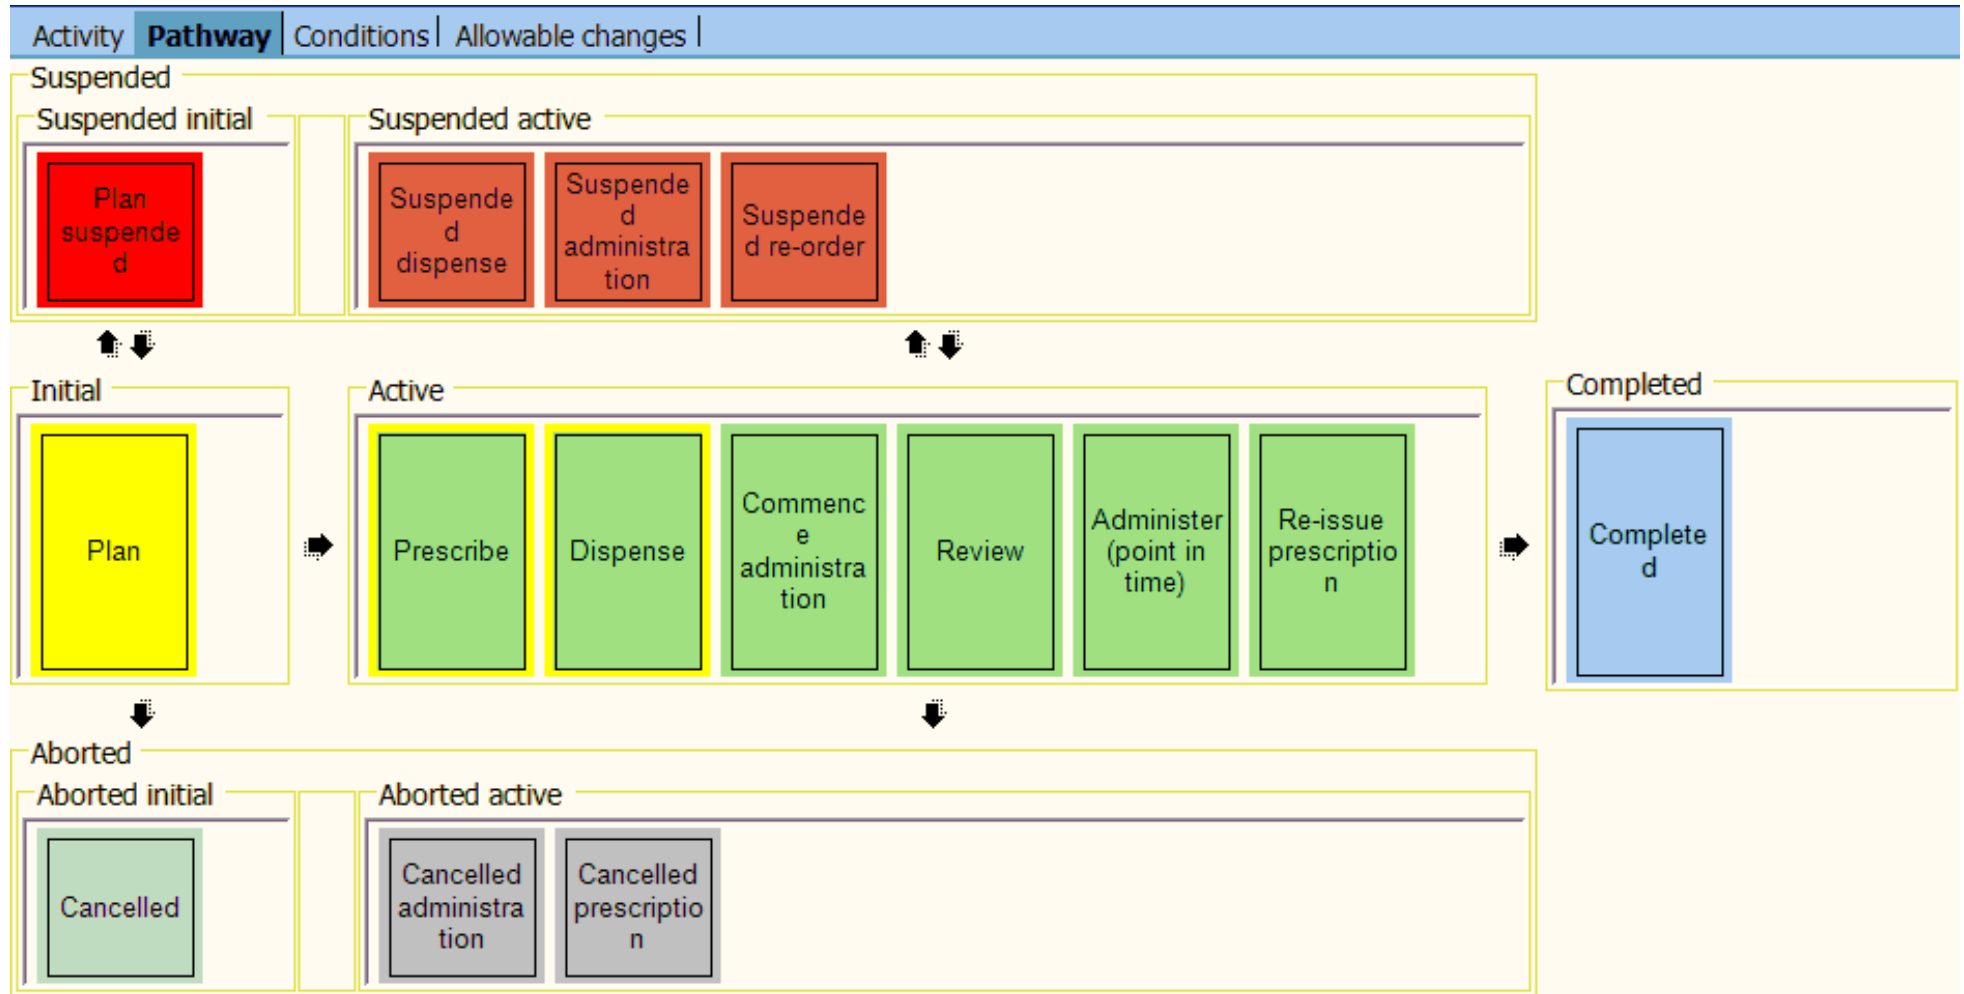 Activity Pathway Conditions Allowable changes
Suspended
Suspended initial
Suspended active
Plan
suspende
d
Suspende
d
dispense
Suspende
d
administra
tion
Suspende
d re-order
Initial
Active
Completed
Plan
Prescribe
Dispense
Commenc
e
administra
tion
Review
Administer
(point in
time)
Re-issue
prescriptio
n
Complete
d
Aborted
Aborted initial
Aborted active
Cancelled
Cancelled
administra
tion
Cancelled
prescriptio
n